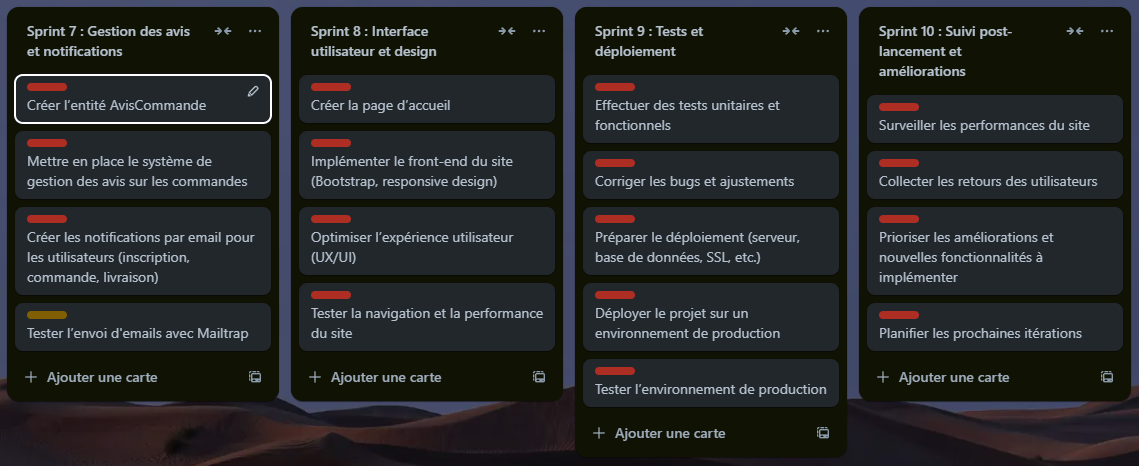 Sprint 7 : Gestion des avis
et notifications
Créer l'entité AvisCommande
Mettre en place le système de
gestion des avis sur les commandes
Créer les notifications par email pour
les utilisateurs (inscription,
commande, livraison)
Tester l'envoi d'emails avec Mailtrap
Ajouter une carte
Sprint 8 : Interface
utilisateur et design
Créer la page d'accueil
Implémenter le front-end du site
(Bootstrap, responsive design)
Optimiser l'expérience utilisateur
(UX/UI)
Tester la navigation et la performance
du site
Ajouter une carte
Sprint 9 : Tests et
déploiement
Effectuer des tests unitaires et
fonctionnels
Corriger les bugs et ajustements
Préparer le déploiement (serveur,
base de données, SSL, etc.)
Déployer le projet sur un
environnement de production
Tester l'environnement de production
Ajouter une carte
Sprint 10 : Suivi post-
lancement et
améliorations
Surveiller les performances du site
Collecter les retours des utilisateurs
Prioriser les améliorations et
nouvelles fonctionnalités à
implémenter
Planifier les prochaines itérations
Ajouter une carte